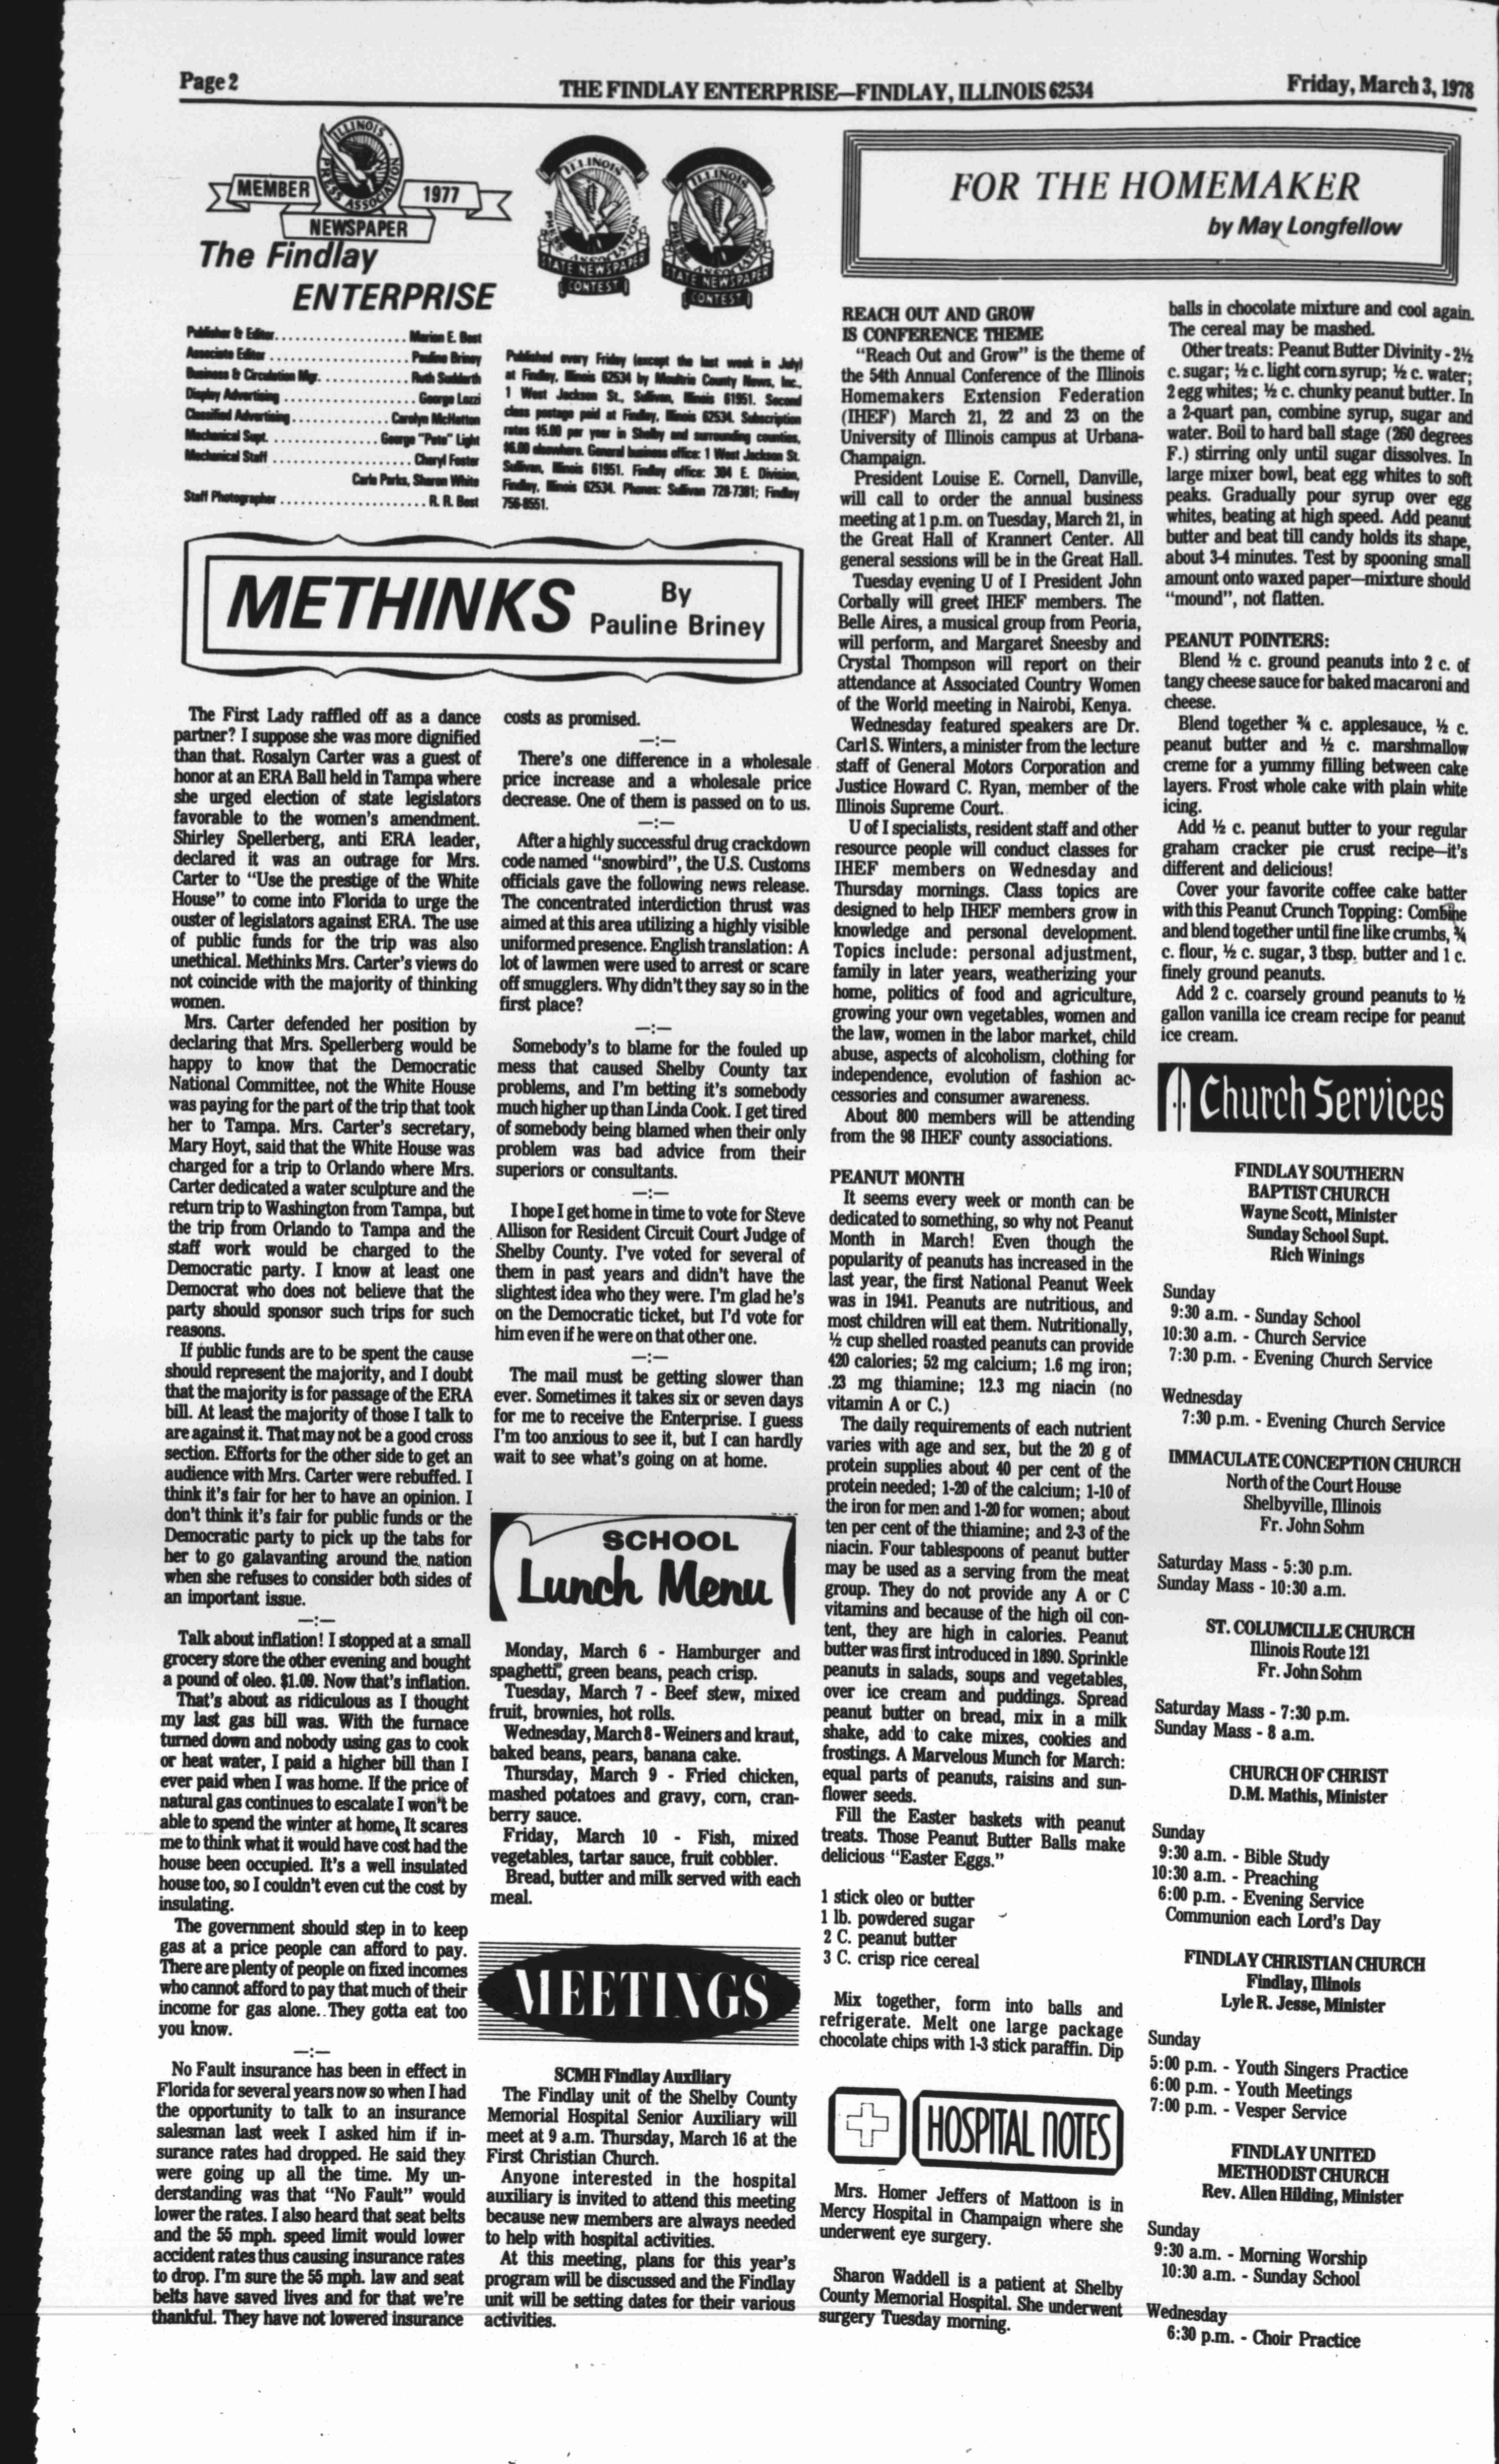 Page 2
THE FINDLAY ENTERPRISE—FINDLAY, ILLINOIS 62534
Friday, March 3, 1978
ILLINOIS
PRESS ASSOCIATION
MEMBER
1977
NEWSPAPER
The Findlay
ENTERPRISE
ILLINOIS
PRESS ASSOCIATION
STATE NEWSPAPER
CONTEST
ILLINOIS
PRESS ASSOCIATION
STATE NEWSPAPER
CONTEST
Publisher & Editor.................. Marion E. Best
Associate Editor .................... Pauline Briney
Business & Circulation Mgr. ............. Ruth Suddarth
Display Advertising ................... George Lozzi
Classified Advertising .............. Carolyn McHatton
Mechanical Supt. ............... George "Pete" Light
Mechanical Staff .................... Cheryl Foster
Carla Parks, Sharon White
Staff Photographer ..................... R. R. Best
Published every Friday (except the last week in July)
at Findlay, Illinois 62534 by Moultrie County News, Inc.,
1 West Jackson St., Sullivan, Illinois 61951. Second
class postage paid at Findlay, Illinois 62534. Subscription
rates $5.00 per year in Shelby and surrounding counties,
$6.00 elsewhere. General business office: 1 West Jackson St.
Sullivan, Illinois 61951. Findlay office: 304 E. Division,
Findlay, Illinois 62534. Phones: Sullivan 728-7381; Findlay
756-8551.
METHINKS
By
Pauline Briney
The First Lady raffled off as a dance
partner? I suppose she was more dignified
than that. Rosalyn Carter was a guest of
honor at an ERA Ball held in Tampa where
she urged election of state legislators
favorable to the women's amendment.
Shirley Spellerberg, anti ERA leader,
declared it was an outrage for Mrs.
Carter to "Use the prestige of the White
House" to come into Florida to urge the
ouster of legislators against ERA. The use
of public funds for the trip was also
unethical. Methinks Mrs. Carter's views do
not coincide with the majority of thinking
women.
Mrs. Carter defended her position by
declaring that Mrs. Spellerberg would be
happy to know that the Democratic
National Committee, not the White House
was paying for the part of the trip that took
her to Tampa. Mrs. Carter's secretary,
Mary Hoyt, said that the White House was
charged for a trip to Orlando where Mrs.
Carter dedicated a water sculpture and the
return trip to Washington from Tampa, but
the trip from Orlando to Tampa and the
staff work would be charged to the
Democratic party. I know at least one
Democrat who does not believe that the
party should sponsor such trips for such
reasons.
If public funds are to be spent the cause
should represent the majority, and I doubt
that the majority is for passage of the ERA
bill. At least the majority of those I talk to
are against it. That may not be a good cross
section. Efforts for the other side to get an
audience with Mrs. Carter were rebuffed. I
think it's fair for her to have an opinion. I
don't think it's fair for public funds or the
Democratic party to pick up the tabs for
her to go galavanting around the nation
when she refuses to consider both sides of
an important issue.
—:—
Talk about inflation! I stopped at a small
grocery store the other evening and bought
a pound of oleo. $1.09. Now that's inflation.
That's about as ridiculous as I thought
my last gas bill was. With the furnace
turned down and nobody using gas to cook
or heat water, I paid a higher bill than I
ever paid when I was home. If the price of
natural gas continues to escalate I won't be
able to spend the winter at home. It scares
me to think what it would have cost had the
house been occupied. It's a well insulated
house too, so I couldn't even cut the cost by
insulating.
The government should step in to keep
gas at a price people can afford to pay.
There are plenty of people on fixed incomes
who cannot afford to pay that much of their
income for gas alone. They gotta eat too
you know.
—:—
No Fault insurance has been in effect in
Florida for several years now so when I had
the opportunity to talk to an insurance
salesman last week I asked him if in-
surance rates had dropped. He said they
were going up all the time. My un-
derstanding was that "No Fault" would
lower the rates. I also heard that seat belts
and the 55 mph. speed limit would lower
accident rates thus causing insurance rates
to drop. I'm sure the 55 mph. law and seat
belts have saved lives and for that we're
thankful. They have not lowered insurance
costs as promised.
—:—
There's one difference in a wholesale
price increase and a wholesale price
decrease. One of them is passed on to us.
—:—
After a highly successful drug crackdown
code named "snowbird", the U.S. Customs
officials gave the following news release.
The concentrated interdiction thrust was
aimed at this area utilizing a highly visible
uniformed presence. English translation: A
lot of lawmen were used to arrest or scare
off smugglers. Why didn't they say so in the
first place?
—:—
Somebody's to blame for the fouled up
mess that caused Shelby County tax
problems, and I'm betting it's somebody
much higher up than Linda Cook. I get tired
of somebody being blamed when their only
problem was bad advice from their
superiors or consultants.
—:—
I hope I get home in time to vote for Steve
Allison for Resident Circuit Court Judge of
Shelby County. I've voted for several of
them in past years and didn't have the
slightest idea who they were. I'm glad he's
on the Democratic ticket, but I'd vote for
him even if he were on that other one.
—:—
The mail must be getting slower than
ever. Sometimes it takes six or seven days
for me to receive the Enterprise. I guess
I'm too anxious to see it, but I can hardly
wait to see what's going on at home.
SCHOOL
Lunch Menu
Monday, March 6 - Hamburger and
spaghetti, green beans, peach crisp.
Tuesday, March 7 - Beef stew, mixed
fruit, brownies, hot rolls.
Wednesday, March 8 - Weiners and kraut,
baked beans, pears, banana cake.
Thursday, March 9 - Fried chicken,
mashed potatoes and gravy, corn, cran-
berry sauce.
Friday, March 10 - Fish, mixed
vegetables, tartar sauce, fruit cobbler.
Bread, butter and milk served with each
meal.
MEETINGS
SCMH Findlay Auxiliary
The Findlay unit of the Shelby County
Memorial Hospital Senior Auxiliary will
meet at 9 a.m. Thursday, March 16 at the
First Christian Church.
Anyone interested in the hospital
auxiliary is invited to attend this meeting
because new members are always needed
to help with hospital activities.
At this meeting, plans for this year's
program will be discussed and the Findlay
unit will be setting dates for their various
activities.
FOR THE HOMEMAKER
by May Longfellow
REACH OUT AND GROW
IS CONFERENCE THEME
"Reach Out and Grow" is the theme of
the 54th Annual Conference of the Illinois
Homemakers Extension Federation
(IHEF) March 21, 22 and 23 on the
University of Illinois campus at Urbana-
Champaign.
President Louise E. Cornell, Danville,
will call to order the annual business
meeting at 1 p.m. on Tuesday, March 21, in
the Great Hall of Krannert Center. All
general sessions will be in the Great Hall.
Tuesday evening U of I President John
Corbally will greet IHEF members. The
Belle Aires, a musical group from Peoria,
will perform, and Margaret Sneesby and
Crystal Thompson will report on their
attendance at Associated Country Women
of the World meeting in Nairobi, Kenya.
Wednesday featured speakers are Dr.
Carl S. Winters, a minister from the lecture
staff of General Motors Corporation and
Justice Howard C. Ryan, member of the
Illinois Supreme Court.
U of I specialists, resident staff and other
resource people will conduct classes for
IHEF members on Wednesday and
Thursday mornings. Class topics are
designed to help IHEF members grow in
knowledge and personal development.
Topics include: personal adjustment,
family in later years, weatherizing your
home, politics of food and agriculture,
growing your own vegetables, women and
the law, women in the labor market, child
abuse, aspects of alcoholism, clothing for
independence, evolution of fashion ac-
cessories and consumer awareness.
About 800 members will be attending
from the 98 IHEF county associations.
PEANUT MONTH
It seems every week or month can be
dedicated to something, so why not Peanut
Month in March! Even though the
popularity of peanuts has increased in the
last year, the first National Peanut Week
was in 1941. Peanuts are nutritious, and
most children will eat them. Nutritionally,
½ cup shelled roasted peanuts can provide
420 calories; 52 mg calcium; 1.6 mg iron;
.23 mg thiamine; 12.3 mg niacin (no
vitamin A or C.)
The daily requirements of each nutrient
varies with age and sex, but the 20 g of
protein supplies about 40 per cent of the
protein needed; 1-20 of the calcium; 1-10 of
the iron for men and 1-20 for women; about
ten per cent of the thiamine; and 2-3 of the
niacin. Four tablespoons of peanut butter
may be used as a serving from the meat
group. They do not provide any A or C
vitamins and because of the high oil con-
tent, they are high in calories. Peanut
butter was first introduced in 1890. Sprinkle
peanuts in salads, soups and vegetables,
over ice cream and puddings. Spread
peanut butter on bread, mix in a milk
shake, add to cake mixes, cookies and
frostings. A Marvelous Munch for March:
equal parts of peanuts, raisins and sun-
flower seeds.
Fill the Easter baskets with peanut
treats. Those Peanut Butter Balls make
delicious "Easter Eggs."
1 stick oleo or butter
1 lb. powdered sugar
2 C. peanut butter
3 C. crisp rice cereal
Mix together, form into balls and
refrigerate. Melt one large package
chocolate chips with 1-3 stick paraffin. Dip
balls in chocolate mixture and cool again.
The cereal may be mashed.
Other treats: Peanut Butter Divinity - 2½
c. sugar; ½ c. light corn syrup; ½ c. water;
2 egg whites; ½ c. chunky peanut butter. In
a 2-quart pan, combine syrup, sugar and
water. Boil to hard ball stage (260 degrees
F.) stirring only until sugar dissolves. In
large mixer bowl, beat egg whites to soft
peaks. Gradually pour syrup over egg
whites, beating at high speed. Add peanut
butter and beat till candy holds its shape,
about 3-4 minutes. Test by spooning small
amount onto waxed paper—mixture should
"mound", not flatten.
PEANUT POINTERS:
Blend ½ c. ground peanuts into 2 c. of
tangy cheese sauce for baked macaroni and
cheese.
Blend together ¾ c. applesauce, ½ c.
peanut butter and ½ c. marshmallow
creme for a yummy filling between cake
layers. Frost whole cake with plain white
icing.
Add ½ c. peanut butter to your regular
graham cracker pie crust recipe—it's
different and delicious!
Cover your favorite coffee cake batter
with this Peanut Crunch Topping: Combine
and blend together until fine like crumbs, ¾
c. flour, ½ c. sugar, 3 tbsp. butter and 1 c.
finely ground peanuts.
Add 2 c. coarsely ground peanuts to ½
gallon vanilla ice cream recipe for peanut
ice cream.
HOSPITAL NOTES
Mrs. Homer Jeffers of Mattoon is in
Mercy Hospital in Champaign where she
underwent eye surgery.
Sharon Waddell is a patient at Shelby
County Memorial Hospital. She underwent
surgery Tuesday morning.
Church Services
FINDLAY SOUTHERN
BAPTIST CHURCH
Wayne Scott, Minister
Sunday School Supt.
Rich Winings
Sunday
9:30 a.m. - Sunday School
10:30 a.m. - Church Service
7:30 p.m. - Evening Church Service
Wednesday
7:30 p.m. - Evening Church Service
IMMACULATE CONCEPTION CHURCH
North of the Court House
Shelbyville, Illinois
Fr. John Sohm
Saturday Mass - 5:30 p.m.
Sunday Mass - 10:30 a.m.
ST. COLUMCILLE CHURCH
Illinois Route 121
Fr. John Sohm
Saturday Mass - 7:30 p.m.
Sunday Mass - 8 a.m.
CHURCH OF CHRIST
D.M. Mathis, Minister
Sunday
9:30 a.m. - Bible Study
10:30 a.m. - Preaching
6:00 p.m. - Evening Service
Communion each Lord's Day
FINDLAY CHRISTIAN CHURCH
Findlay, Illinois
Lyle R. Jesse, Minister
Sunday
5:00 p.m. - Youth Singers Practice
6:00 p.m. - Youth Meetings
7:00 p.m. - Vesper Service
FINDLAY UNITED
METHODIST CHURCH
Rev. Allen Hilding, Minister
Sunday
9:30 a.m. - Morning Worship
10:30 a.m. - Sunday School
Wednesday
6:30 p.m. - Choir Practice